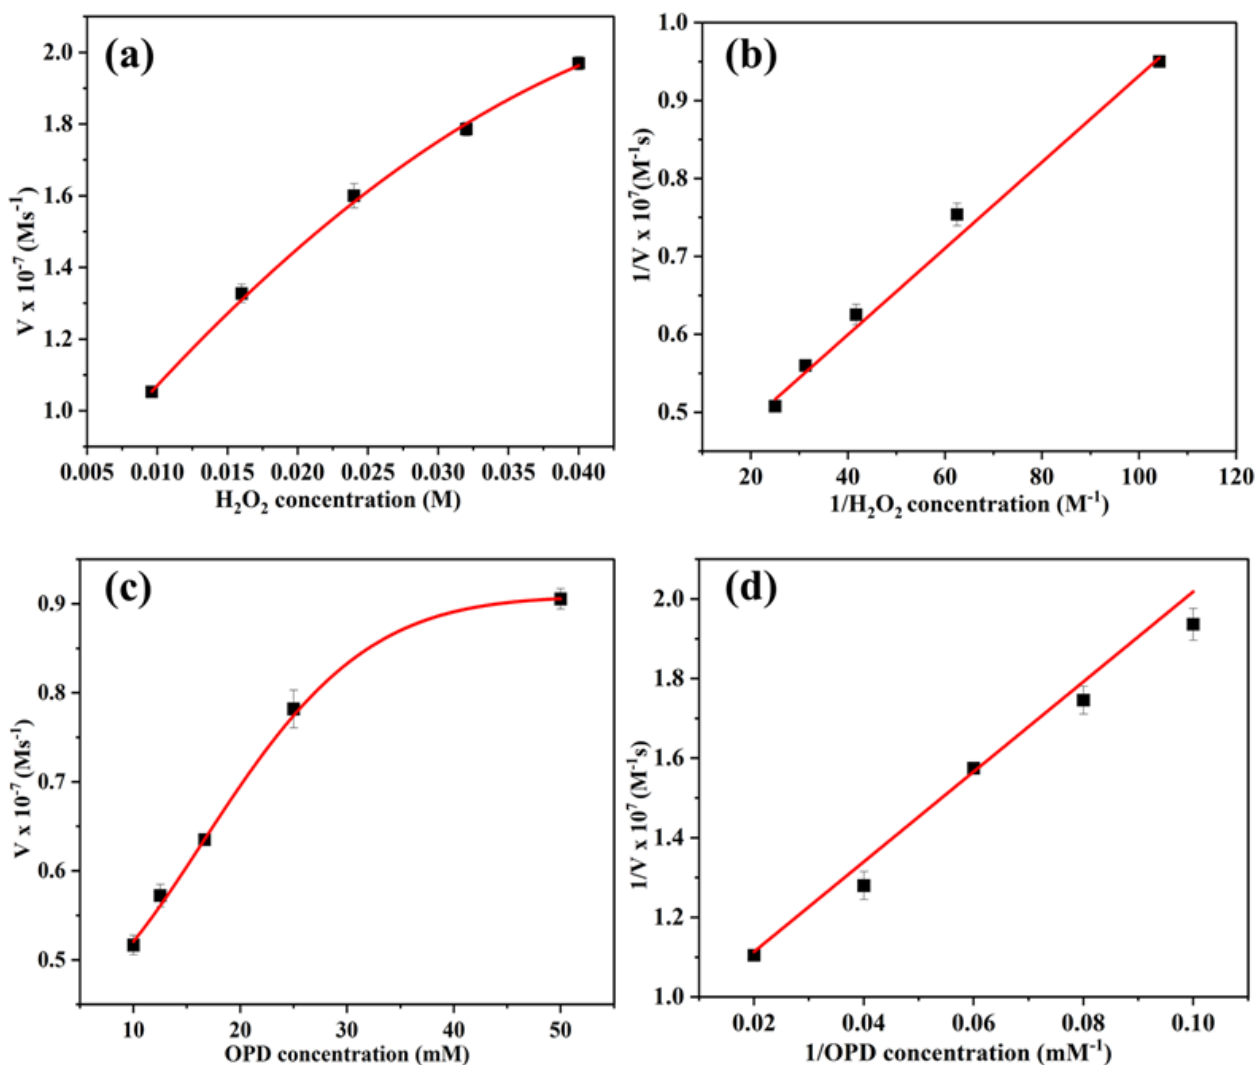 (a)
2.0
1.8
1.6
1.4
1.2
1.0
V x 10⁻⁷ (Ms⁻¹)
0.005 0.010 0.015 0.020 0.025 0.030 0.035 0.040
H₂O₂ concentration (M)
(b)
1.0
0.9
0.8
0.7
0.6
0.5
1/V x 10⁷ (M⁻¹s)
20 40 60 80 100 120
1/H₂O₂ concentration (M⁻¹)
(c)
0.9
0.8
0.7
0.6
0.5
V x 10⁻⁷ (Ms⁻¹)
10 20 30 40 50
OPD concentration (mM)
(d)
2.0
1.8
1.6
1.4
1.2
1.0
1/V x 10⁷ (M⁻¹s)
0.02 0.04 0.06 0.08 0.10
1/OPD concentration (mM⁻¹)